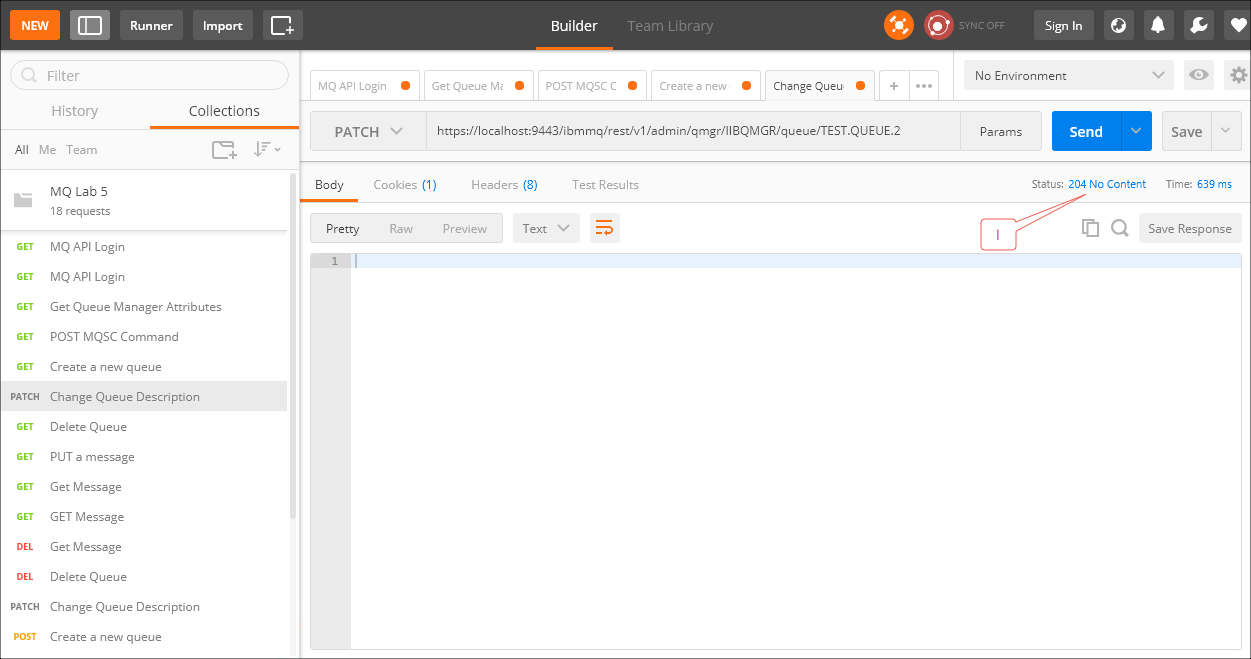 NEW Runner Import Builder Team Library SYNC OFF Sign In
Filter
History Collections
All Me Team
MQ Lab 5
18 requests
GET MQ API Login
GET MQ API Login
GET Get Queue Manager Attributes
GET POST MQSC Command
GET Create a new queue
PATCH Change Queue Description
GET Delete Queue
GET PUT a message
GET Get Message
GET GET Message
DEL Get Message
DEL Delete Queue
PATCH Change Queue Description
POST Create a new queue
MQ API Login Get Queue Ma POST MQSC C Create a new Change Queu + ••• No Environment
PATCH https://localhost:9443/ibmmq/rest/v1/admin/qmgr/IIBQMGR/queue/TEST.QUEUE.2 Params Send Save
Body Cookies (1) Headers (8) Test Results Status: 204 No Content Time: 639 ms
Pretty Raw Preview Text I Save Response
1